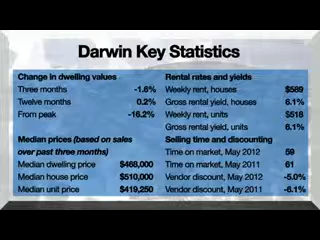 Darwin Key Statistics
Change in dwelling values
Three months -1.6%
Twelve months 0.2%
From peak -16.2%
Median prices (based on sales
over past three months)
Median dwelling price $468,000
Median house price $510,000
Median unit price $419,250
Rental rates and yields
Weekly rent, houses $589
Gross rental yield, houses 6.1%
Weekly rent, units $518
Gross rental yield, units 6.1%
Selling time and discounting
Time on market, May 2012 59
Time on market, May 2011 61
Vendor discount, May 2012 -5.0%
Vendor discount, May 2011 -6.1%